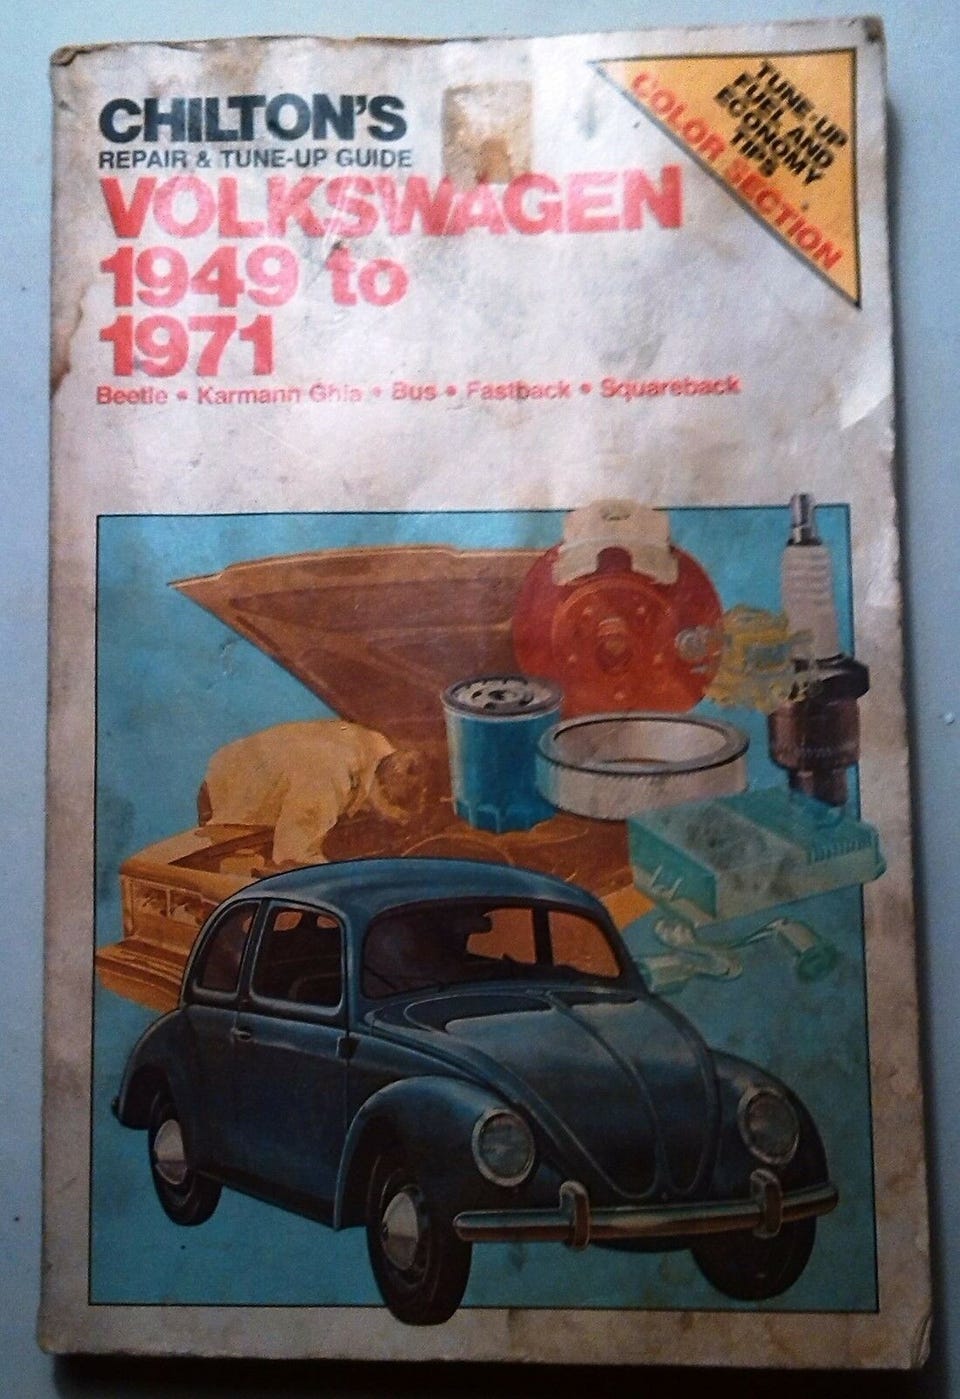 CHILTON'S
REPAIR & TUNE-UP GUIDE
VOLKSWAGEN
1949 to
1971
Beetle • Karmann Ghia • Bus • Fastback • Squareback
TUNE-UP
FUEL AND
ECONOMY
TIPS
COLOR SECTION